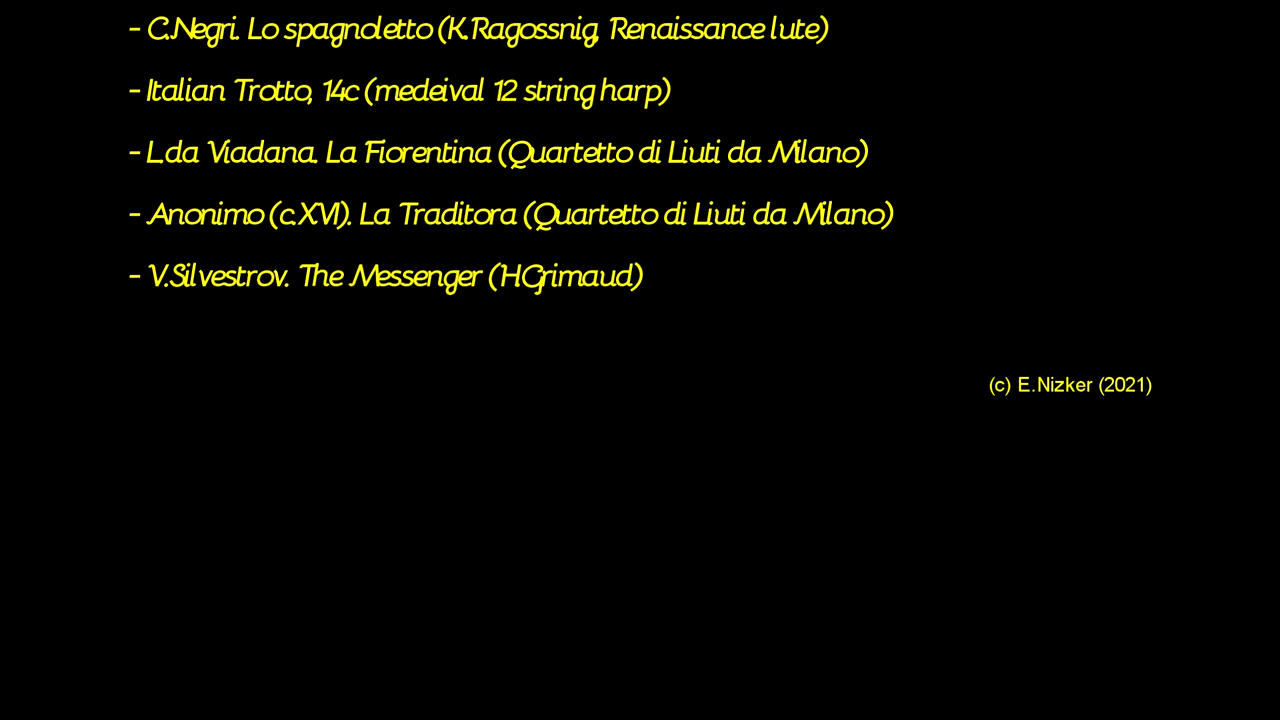 - C.Negri. Lo spagnoletto (K.Ragossnig, Renaissance lute)
- Italian Trotto, 14c (medeival 12 string harp)
- L.da Viadana. La Fiorentina (Quartetto di Liuti da Milano)
- Anonimo (c.XVI). La Traditora (Quartetto di Liuti da Milano)
- V.Silvestrov. The Messenger (H.Grimaud)
(c) E.Nizker (2021)